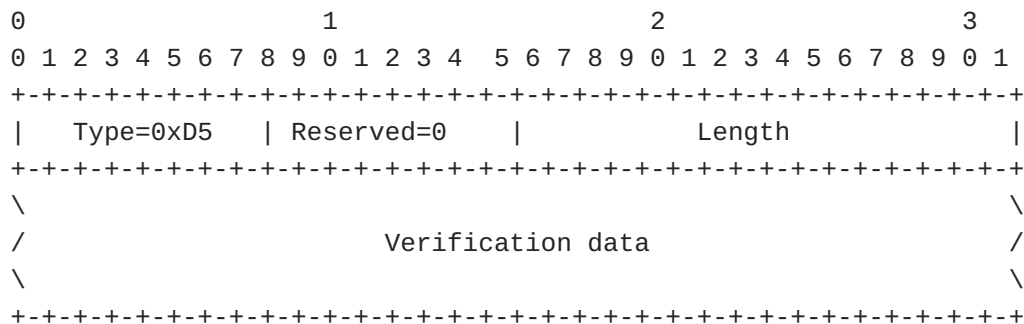 0                   1                    2                   3
0 1 2 3 4 5 6 7 8 9 0 1 2 3 4  5 6 7 8 9 0 1 2 3 4 5 6 7 8 9 0 1
+-+-+-+-+-+-+-+-+-+-+-+-+-+-+-+-+-+-+-+-+-+-+-+-+-+-+-+-+-+-+-+-+
|   Type=0xD5   | Reserved=0    |           Length              |
+-+-+-+-+-+-+-+-+-+-+-+-+-+-+-+-+-+-+-+-+-+-+-+-+-+-+-+-+-+-+-+-+
\                                                               \
/                       Verification data                       /
\                                                               \
+-+-+-+-+-+-+-+-+-+-+-+-+-+-+-+-+-+-+-+-+-+-+-+-+-+-+-+-+-+-+-+-+